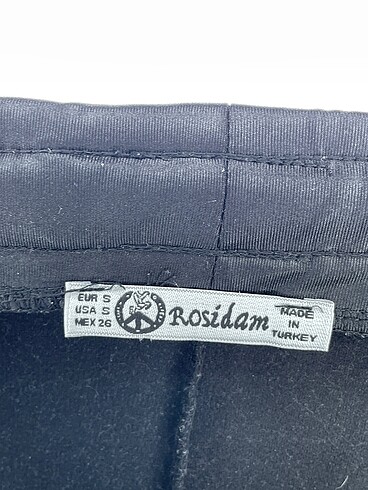 EUR S
USA S
MEX 26
Rosidam
MADE
IN
TURKEY